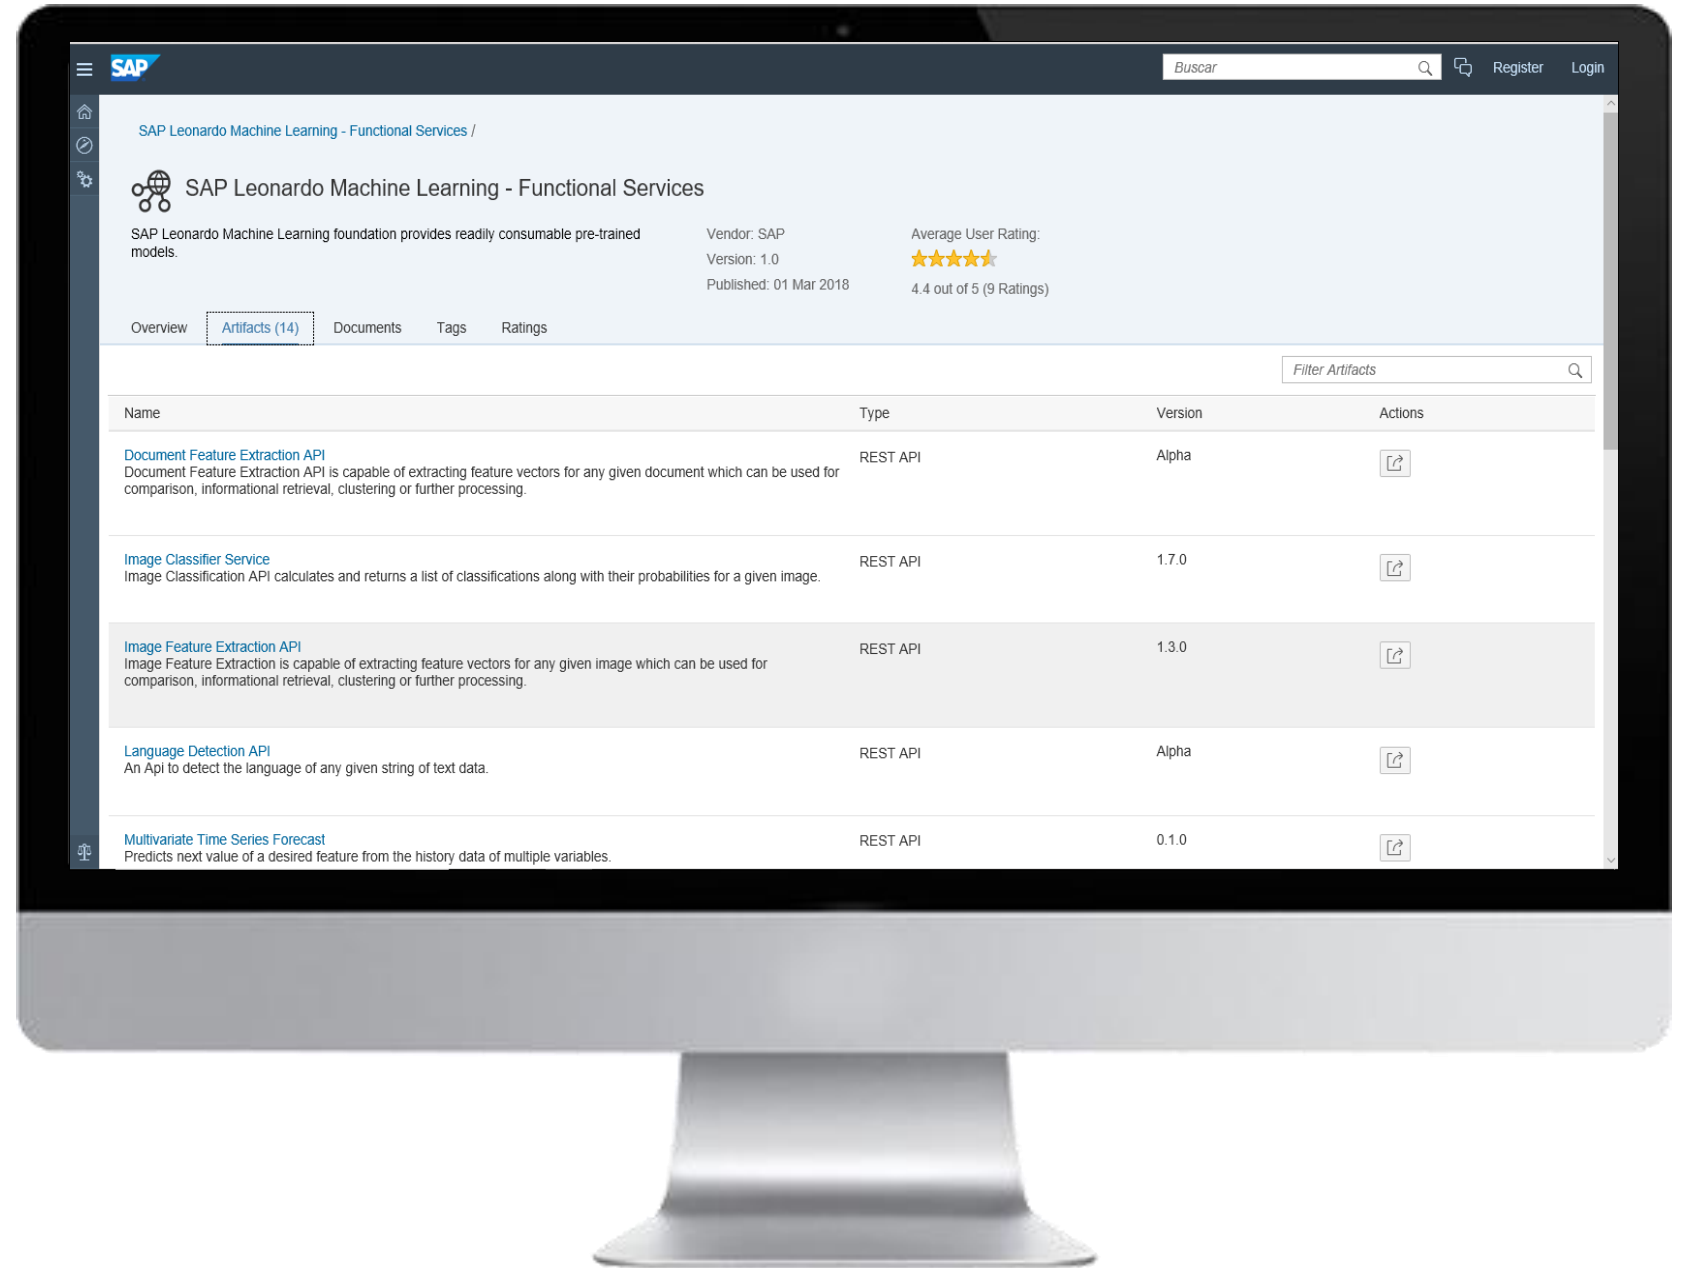 SAP
Buscar
Register
Login
SAP Leonardo Machine Learning - Functional Services /
SAP Leonardo Machine Learning - Functional Services
SAP Leonardo Machine Learning foundation provides readily consumable pre-trained
models.
Vendor: SAP
Version: 1.0
Published: 01 Mar 2018
Average User Rating:
4.4 out of 5 (9 Ratings)
Overview
Artifacts (14)
Documents
Tags
Ratings
Filter Artifacts
Name Type Version Actions
Document Feature Extraction API
Document Feature Extraction API is capable of extracting feature vectors for any given document which can be used for
comparison, informational retrieval, clustering or further processing.
REST API
Alpha
Image Classifier Service
Image Classification API calculates and returns a list of classifications along with their probabilities for a given image.
REST API
1.7.0
Image Feature Extraction API
Image Feature Extraction is capable of extracting feature vectors for any given image which can be used for
comparison, informational retrieval, clustering or further processing.
REST API
1.3.0
Language Detection API
An Api to detect the language of any given string of text data.
REST API
Alpha
Multivariate Time Series Forecast
Predicts next value of a desired feature from the history data of multiple variables.
REST API
0.1.0